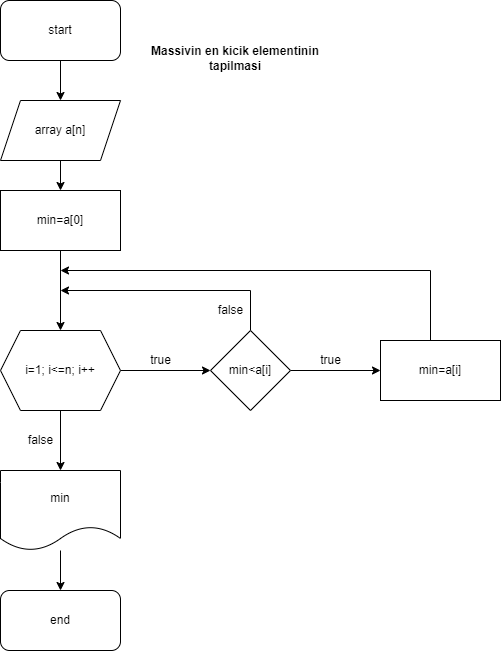 start
Massivin en kicik elementinin
tapilmasi
array a[n]
min=a[0]
false
i=1; i<=n; i++
true
min<a[i]
true
min=a[i]
false
min
end